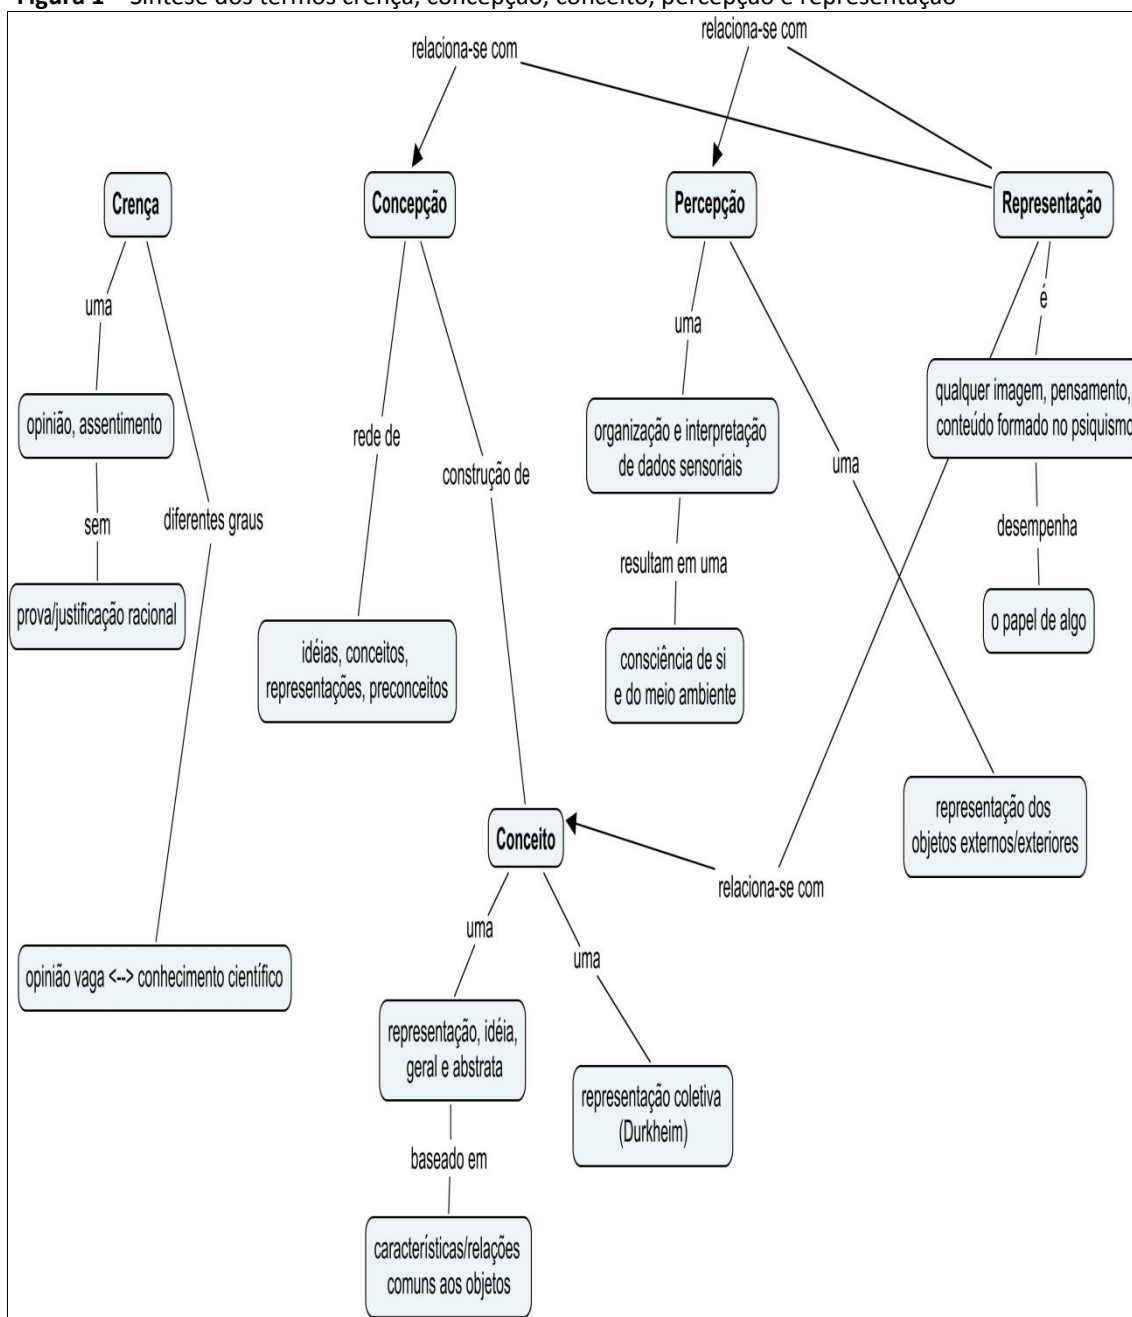 Figura 1 – Síntese dos termos crença, concepção, conceito, percepção e representação
relaciona-se com
relaciona-se com
Crença
Concepção
Percepção
Representação
uma
uma
é
opinião, assentimento
qualquer imagem, pensamento,
conteúdo formado no psiquismo
organização e interpretação
de dados sensoriais
rede de
construção de
uma
sem
diferentes graus
desempenha
resultam em uma
prova/justificação racional
o papel de algo
idéias, conceitos,
representações, preconceitos
consciência de si
e do meio ambiente
representação dos
objetos externos/exteriores
Conceito
relaciona-se com
uma
uma
opinião vaga <--> conhecimento científico
representação, idéia,
geral e abstrata
representação coletiva
(Durkheim)
baseado em
características/relações
comuns aos objetos